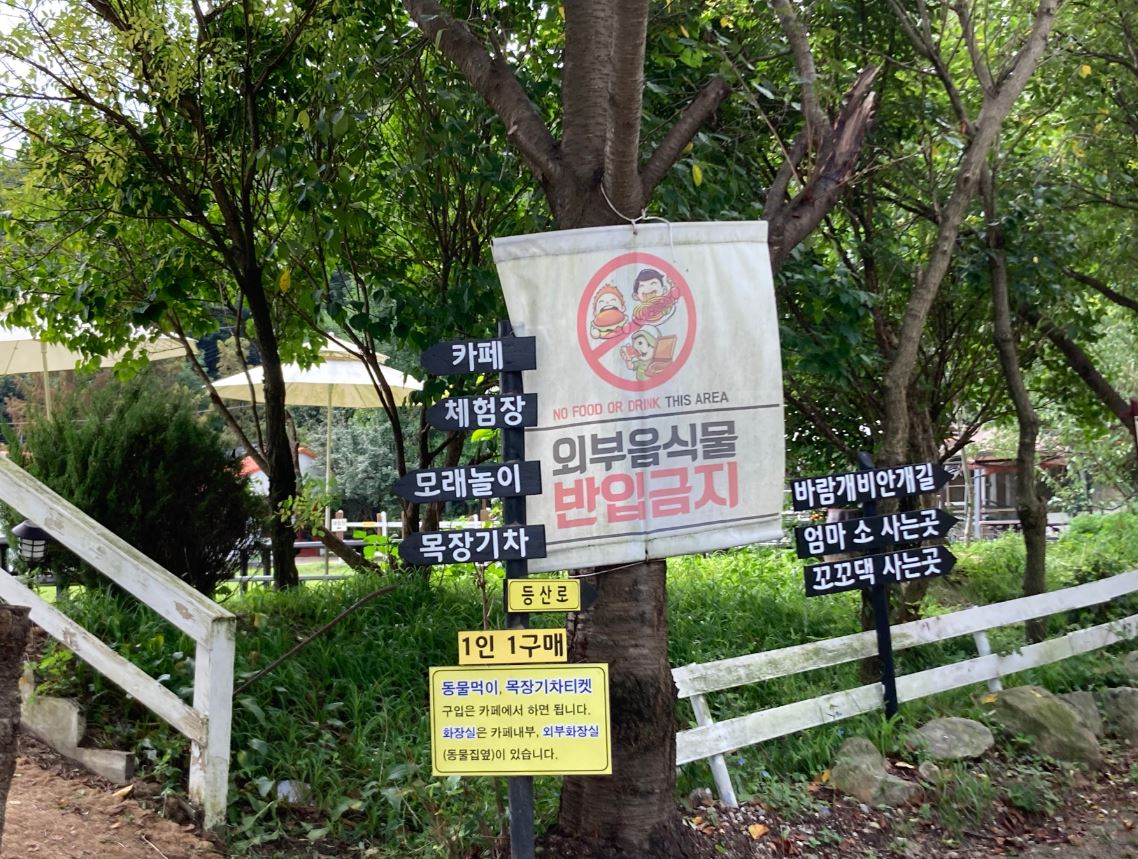 카페
체험장
모래놀이
목장기차
등산로
1인 1구매
동물먹이, 목장기차티켓
구입은 카페에서 하면 됩니다.
화장실은 카페내부, 외부화장실
(동물집옆)이 있습니다.
NO FOOD OR DRINK THIS AREA
외부음식물
반입금지
바람개비안개길
엄마 소 사는곳
꼬꼬댁 사는곳